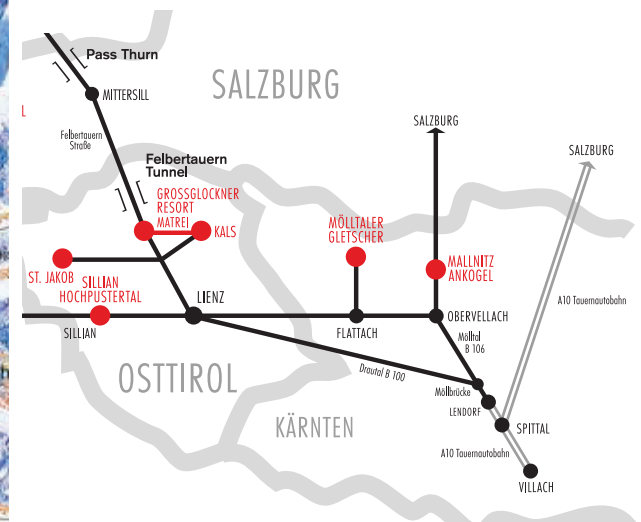 Pass Thurn
MITTERSILL
SALZBURG
SALZBURG
SALZBURG
Felbertauern
Straße
Felbertauern
Tunnel
GROSSGLOCKNER
RESORT
MATREI
KALS
MÖLLTALER
GLETSCHER
MALLNITZ
ANKOGEL
ST. JAKOB
SILLIAN
HOCHPUSTERTAL
LIENZ
SILLIAN
FLATTACH
OBERVELLACH
A10 Tauernautobahn
Mölltal
B 106
Drautal B 100
OSTTIROL
KÄRNTEN
Möllbrücke
LENDORF
SPITTAL
A10 Tauernautobahn
VILLACH